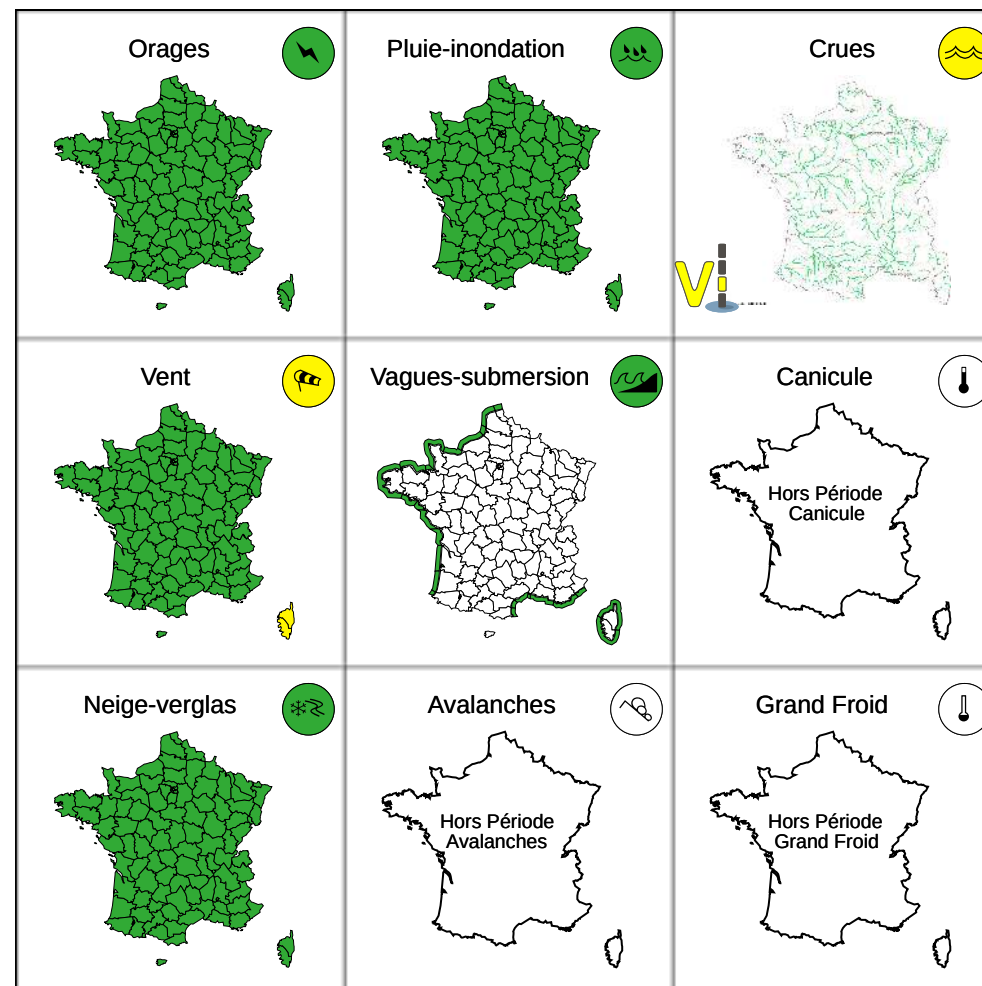 Orages
Pluie-inondation
Crues
Vi
Vent
Vagues-submersion
Canicule
Hors Période
Canicule
Neige-verglas
Avalanches
Hors Période
Avalanches
Grand Froid
Hors Période
Grand Froid